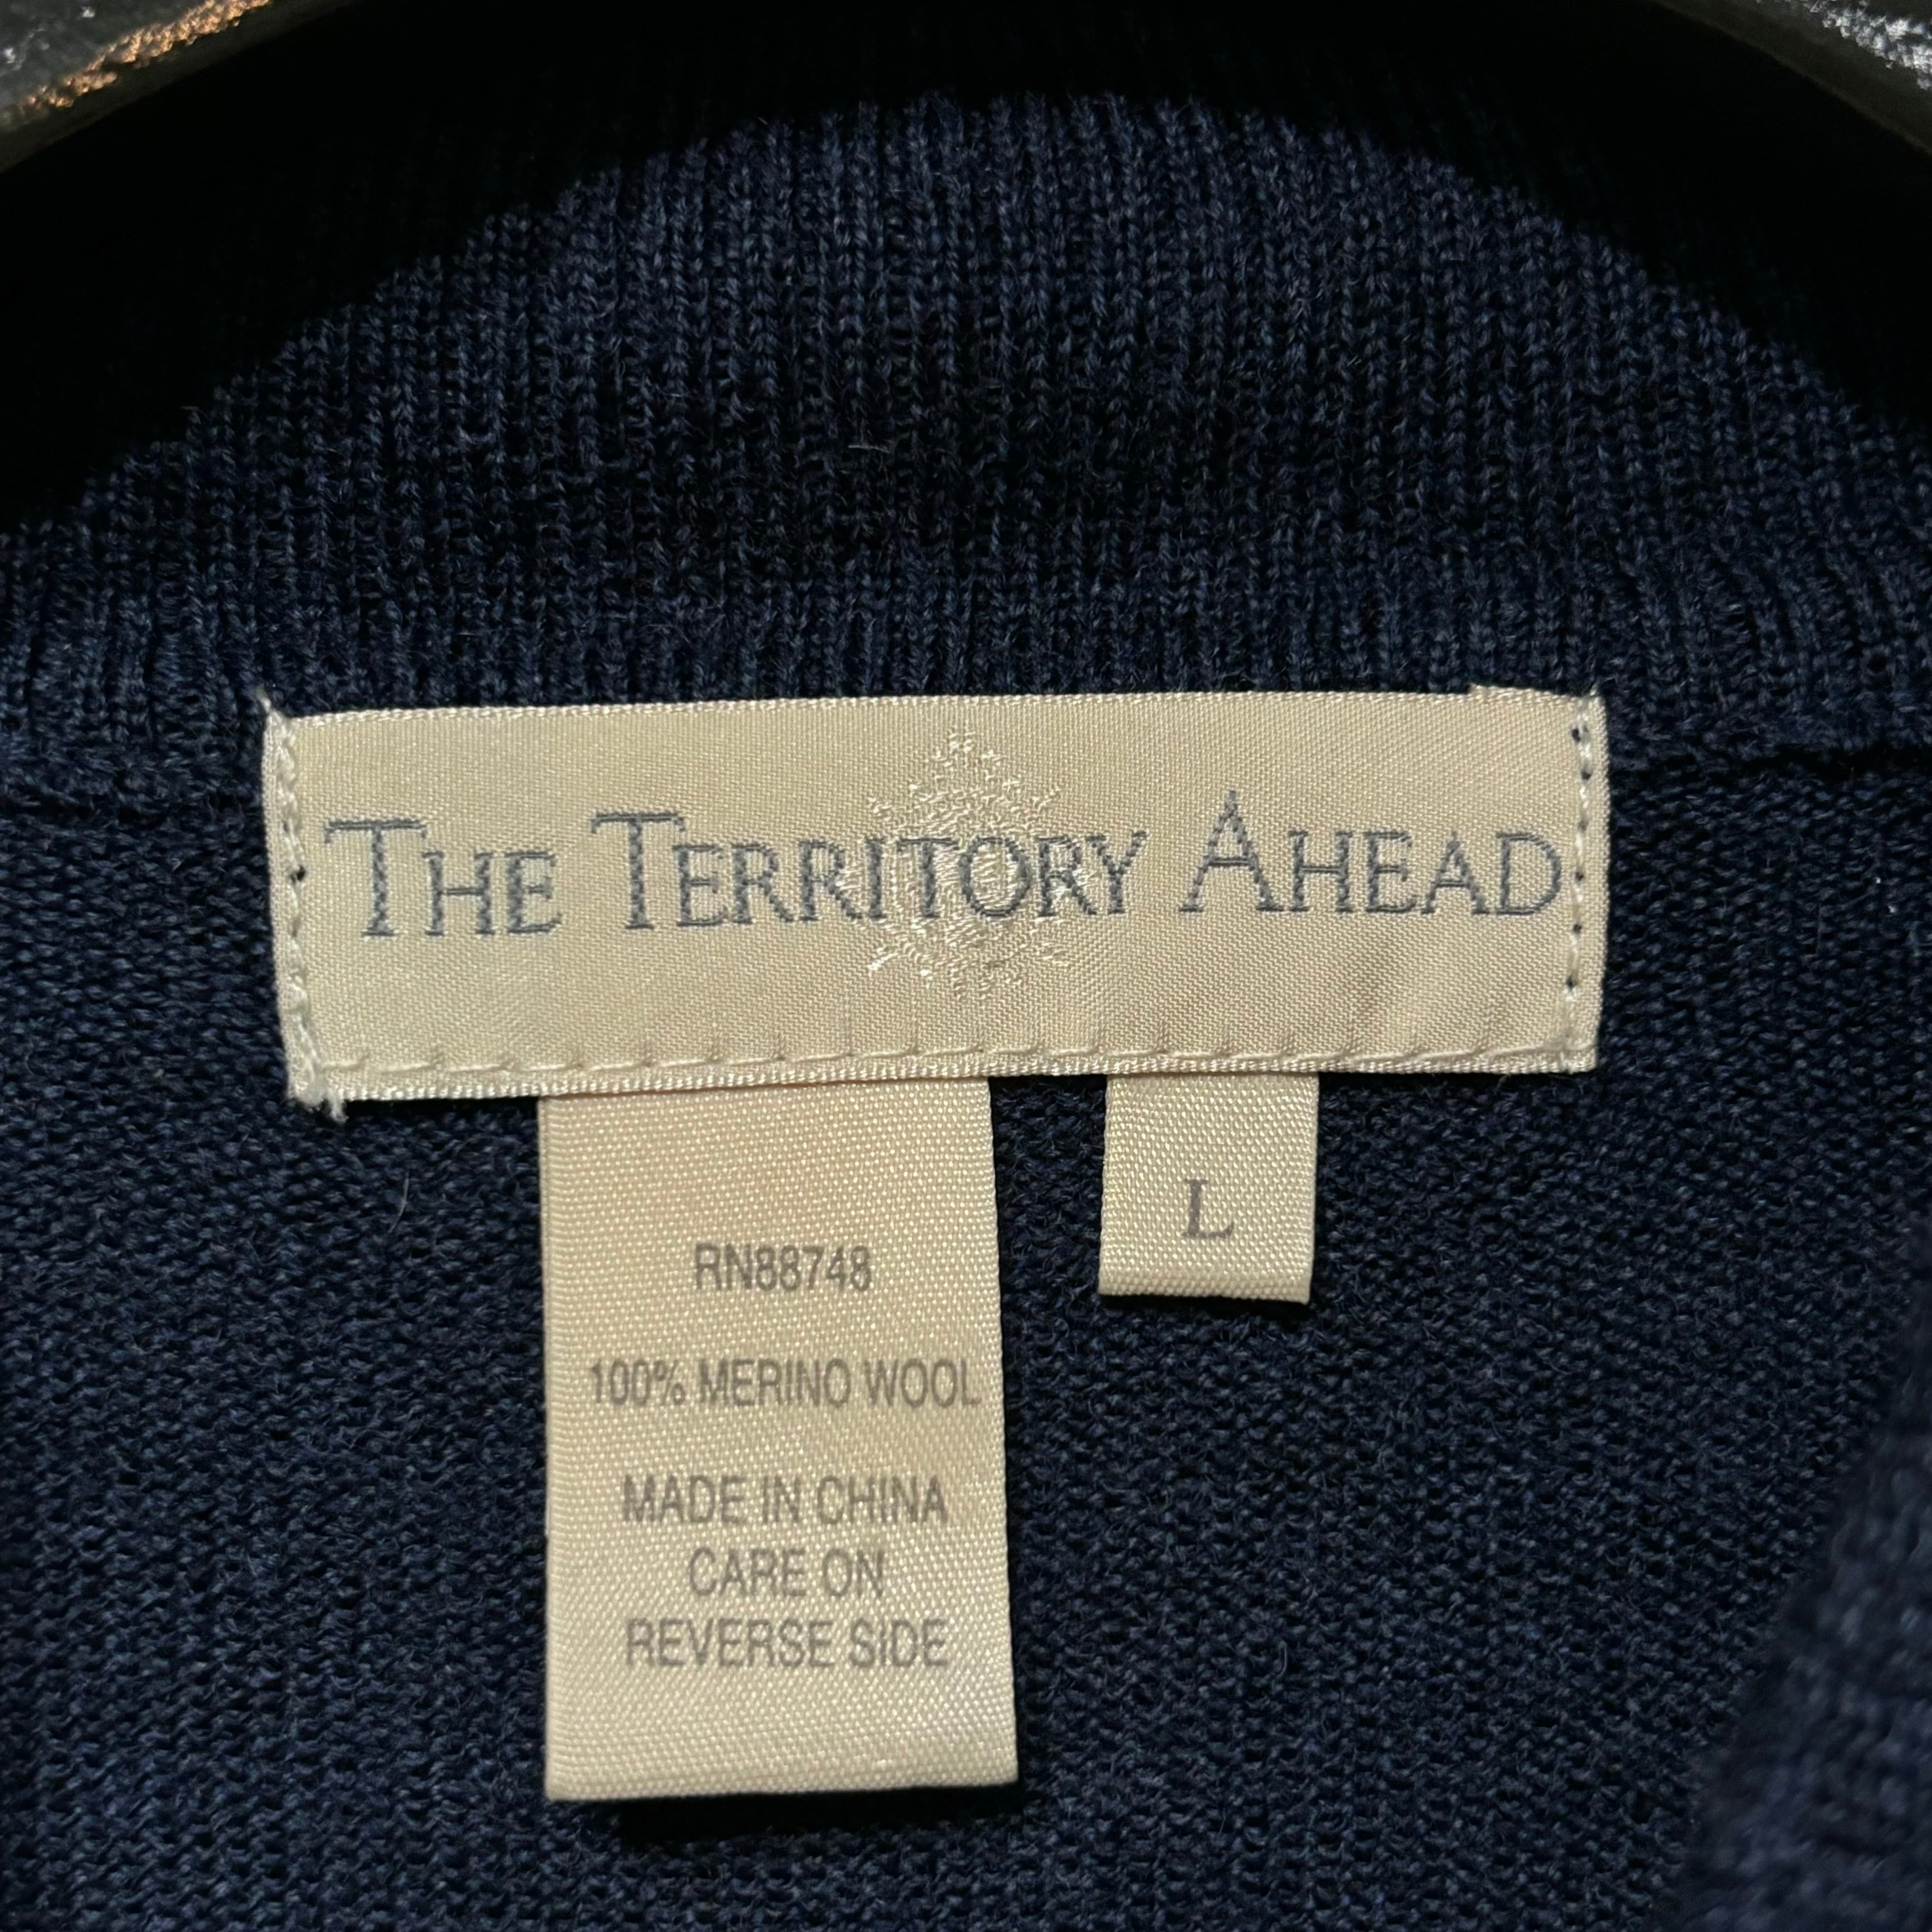 THE TERRITORY AHEAD
L
RN88748
100% MERINO WOOL
MADE IN CHINA
CARE ON
REVERSE SIDE